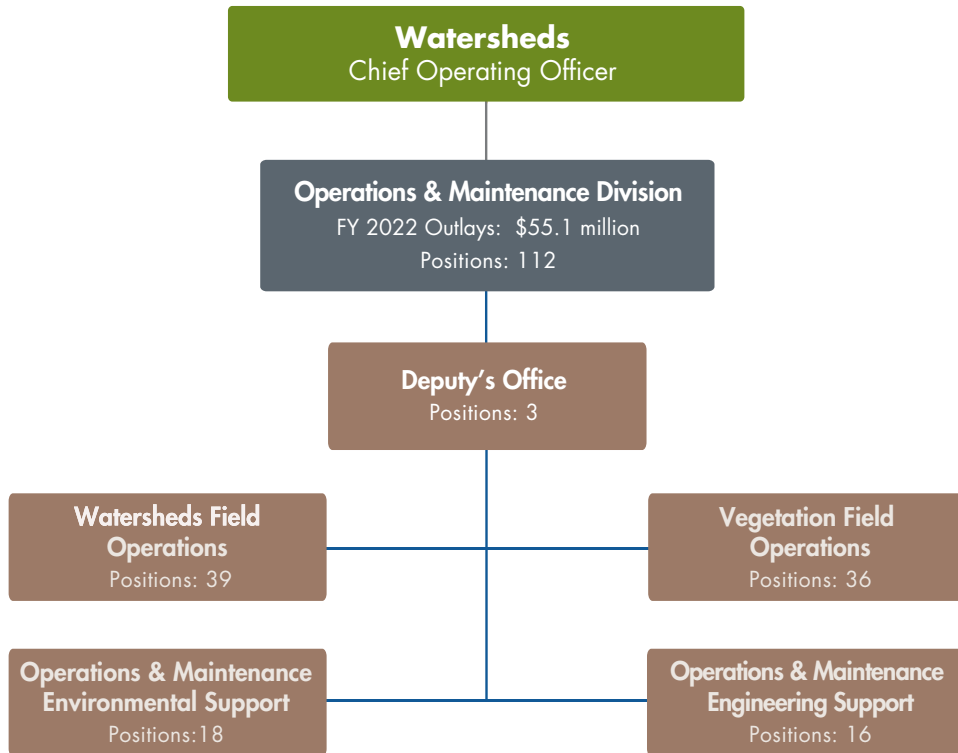 Watersheds
Chief Operating Officer
Operations & Maintenance Division
FY 2022 Outlays: $55.1 million
Positions: 112
Deputy’s Office
Positions: 3
Watersheds Field
Operations
Positions: 39
Vegetation Field
Operations
Positions: 36
Operations & Maintenance
Environmental Support
Positions:18
Operations & Maintenance
Engineering Support
Positions: 16